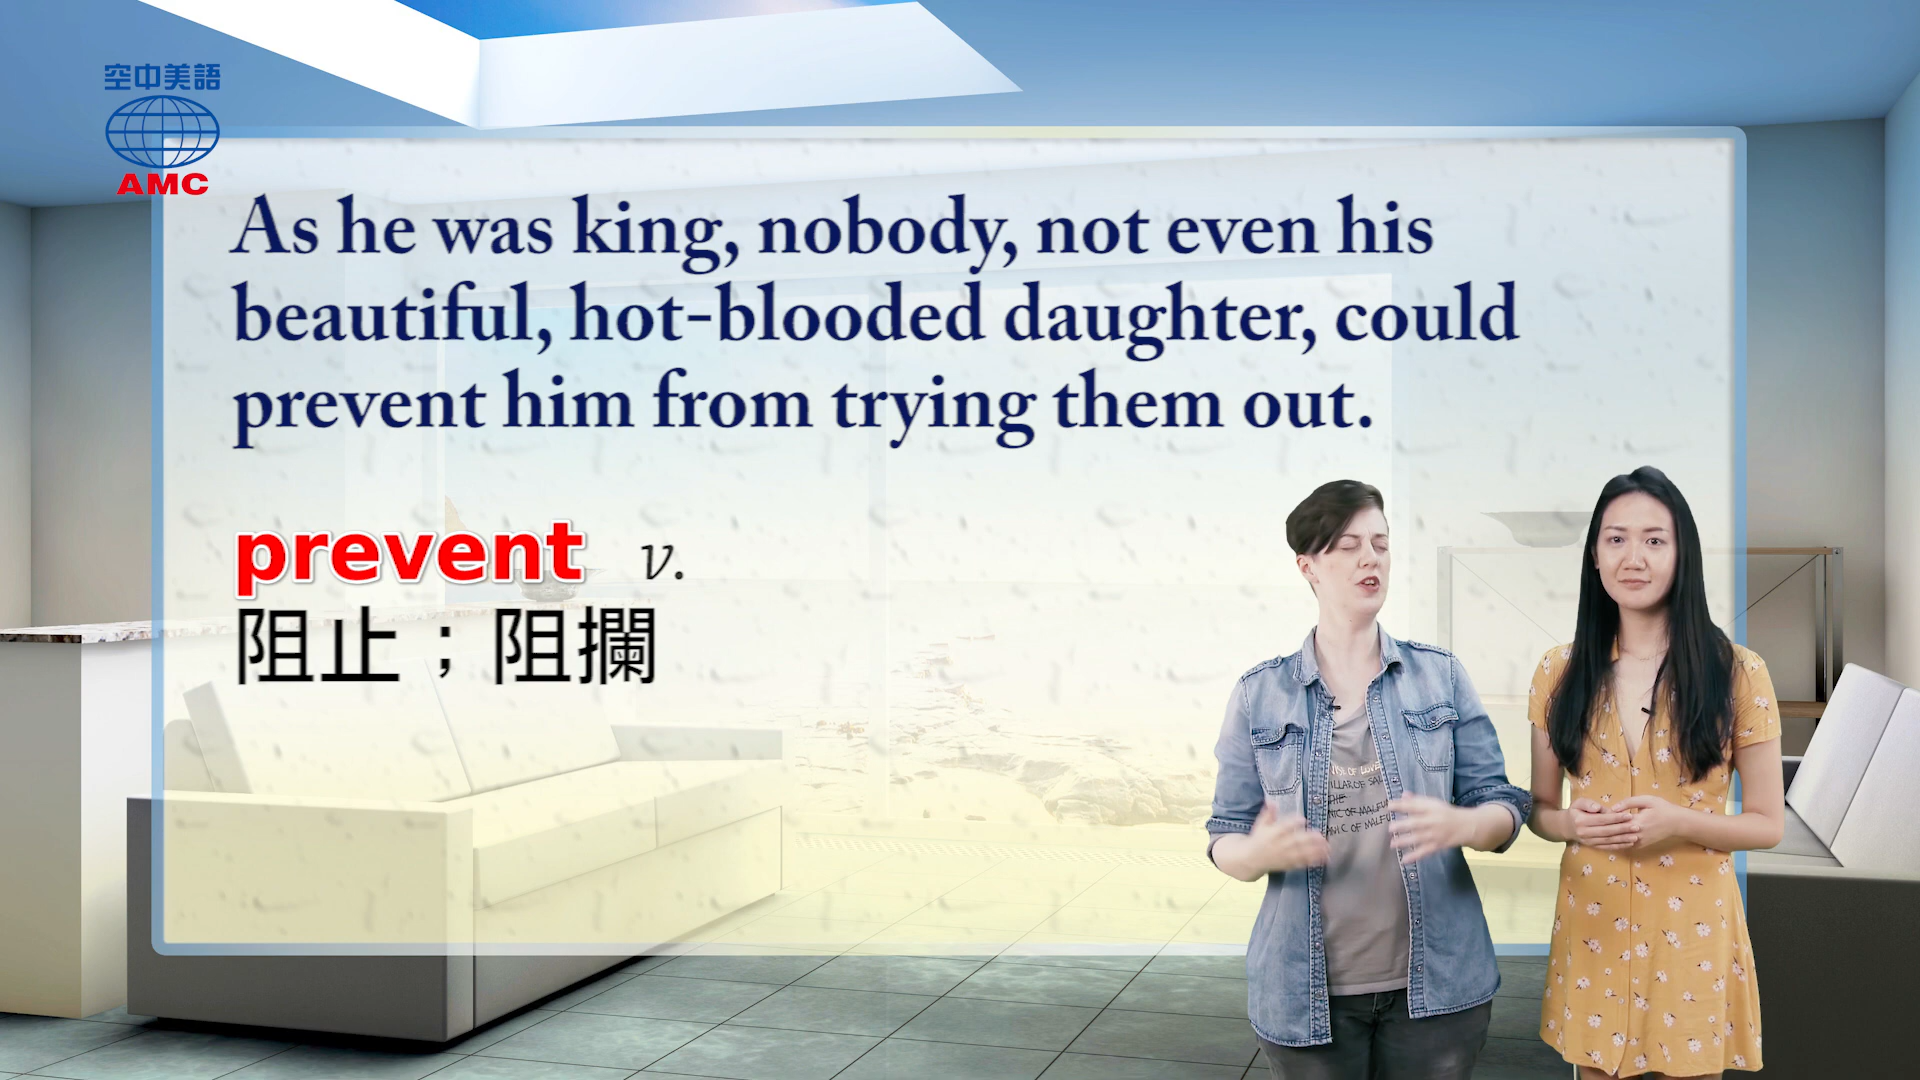 空中美語
AMC
As he was king, nobody, not even his
beautiful, hot-blooded daughter, could
prevent him from trying them out.
prevent v.
阻止；阻攔